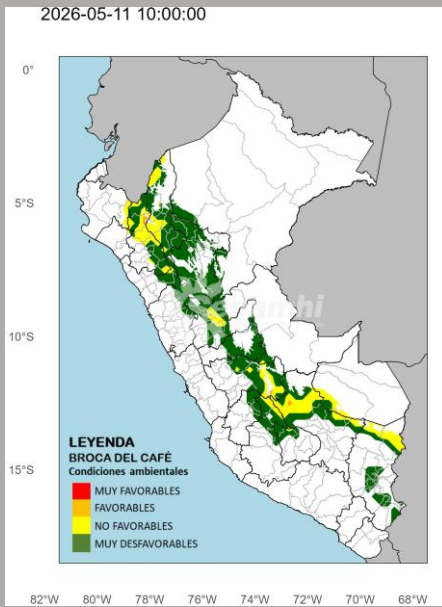 2026-05-11 10:00:00
0°
5°S
10°S
15°S
Senamhi
LEYENDA
BROCA DEL CAFÉ
Condiciones ambientales
MUY FAVORABLES
FAVORABLES
NO FAVORABLES
MUY DESFAVORABLES
82°W 80°W 78°W 76°W 74°W 72°W 70°W 68°W